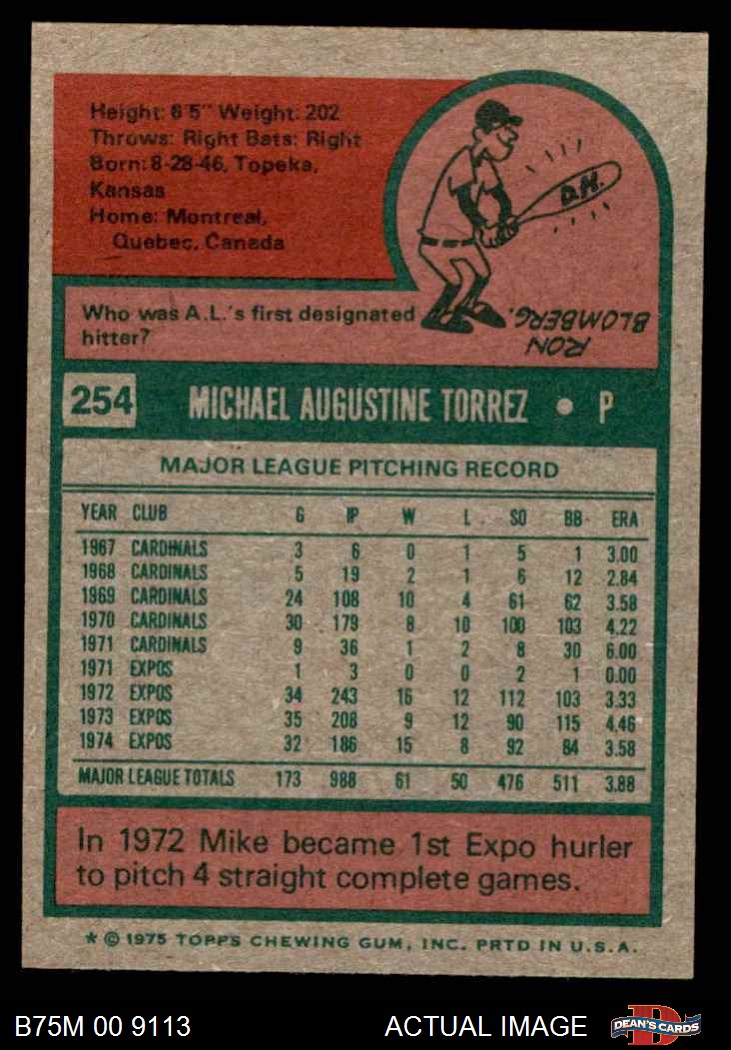 Height: 6'5" Weight: 202
Throws: Right Bats: Right
Born: 8-28-46, Topeka,
Kansas
Home: Montreal,
Quebec, Canada
D.H.
Who was A.L.'s first designated
hitter?
RON
BLOMBERG.
254 MICHAEL AUGUSTINE TORREZ • P
MAJOR LEAGUE PITCHING RECORD
YEAR CLUB G IP W L SO BB ERA
1967 CARDINALS 3 6 0 1 5 1 3.00
1968 CARDINALS 5 19 2 1 6 12 2.84
1969 CARDINALS 24 108 10 4 61 62 3.58
1970 CARDINALS 30 179 8 10 100 103 4.22
1971 CARDINALS 9 36 1 2 8 30 6.00
1971 EXPOS 1 3 0 0 2 1 0.00
1972 EXPOS 34 243 16 12 112 103 3.33
1973 EXPOS 35 208 9 12 90 115 4.46
1974 EXPOS 32 186 15 8 92 84 3.58
MAJOR LEAGUE TOTALS 173 988 61 50 476 511 3.88
In 1972 Mike became 1st Expo hurler
to pitch 4 straight complete games.
* © 1975 TOPPS CHEWING GUM, INC. PRTD IN U.S.A.
B75M 00 9113 ACTUAL IMAGE D DEAN'S CARDS